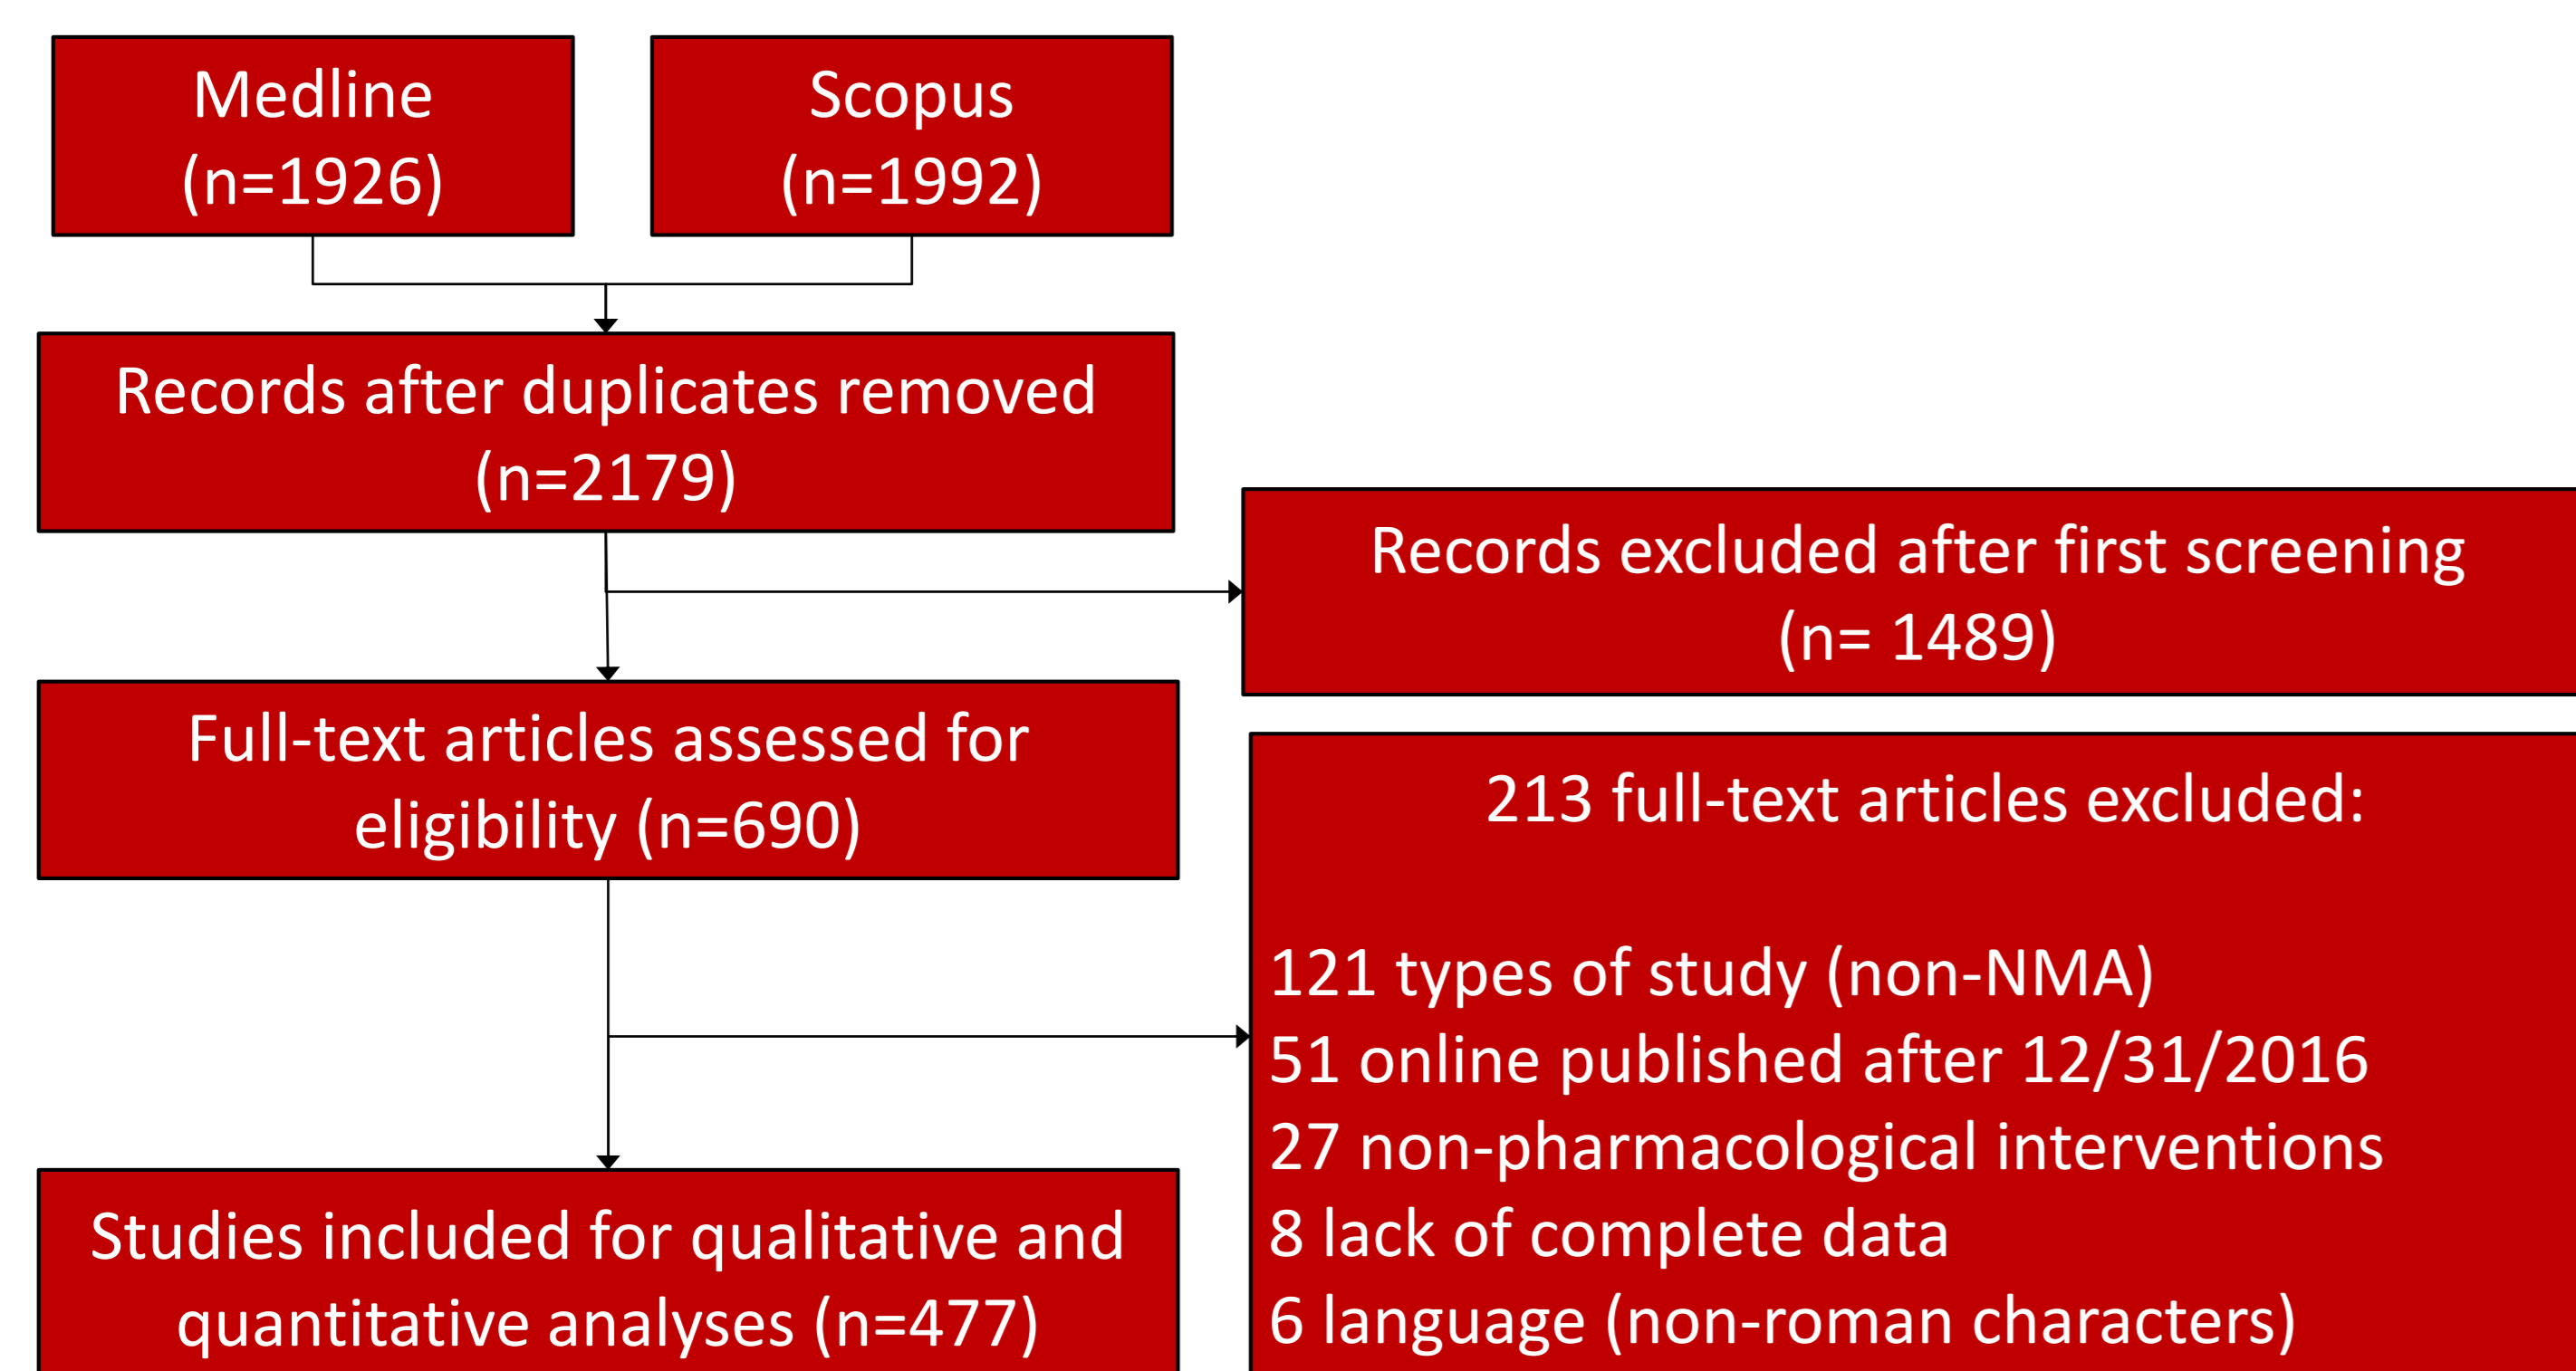 Medline
(n=1926)
Scopus
(n=1992)
Records after duplicates removed
(n=2179)
Records excluded after first screening
(n= 1489)
Full-text articles assessed for
eligibility (n=690)
213 full-text articles excluded:
121 types of study (non-NMA)
51 online published after 12/31/2016
27 non-pharmacological interventions
8 lack of complete data
6 language (non-roman characters)
Studies included for qualitative and
quantitative analyses (n=477)